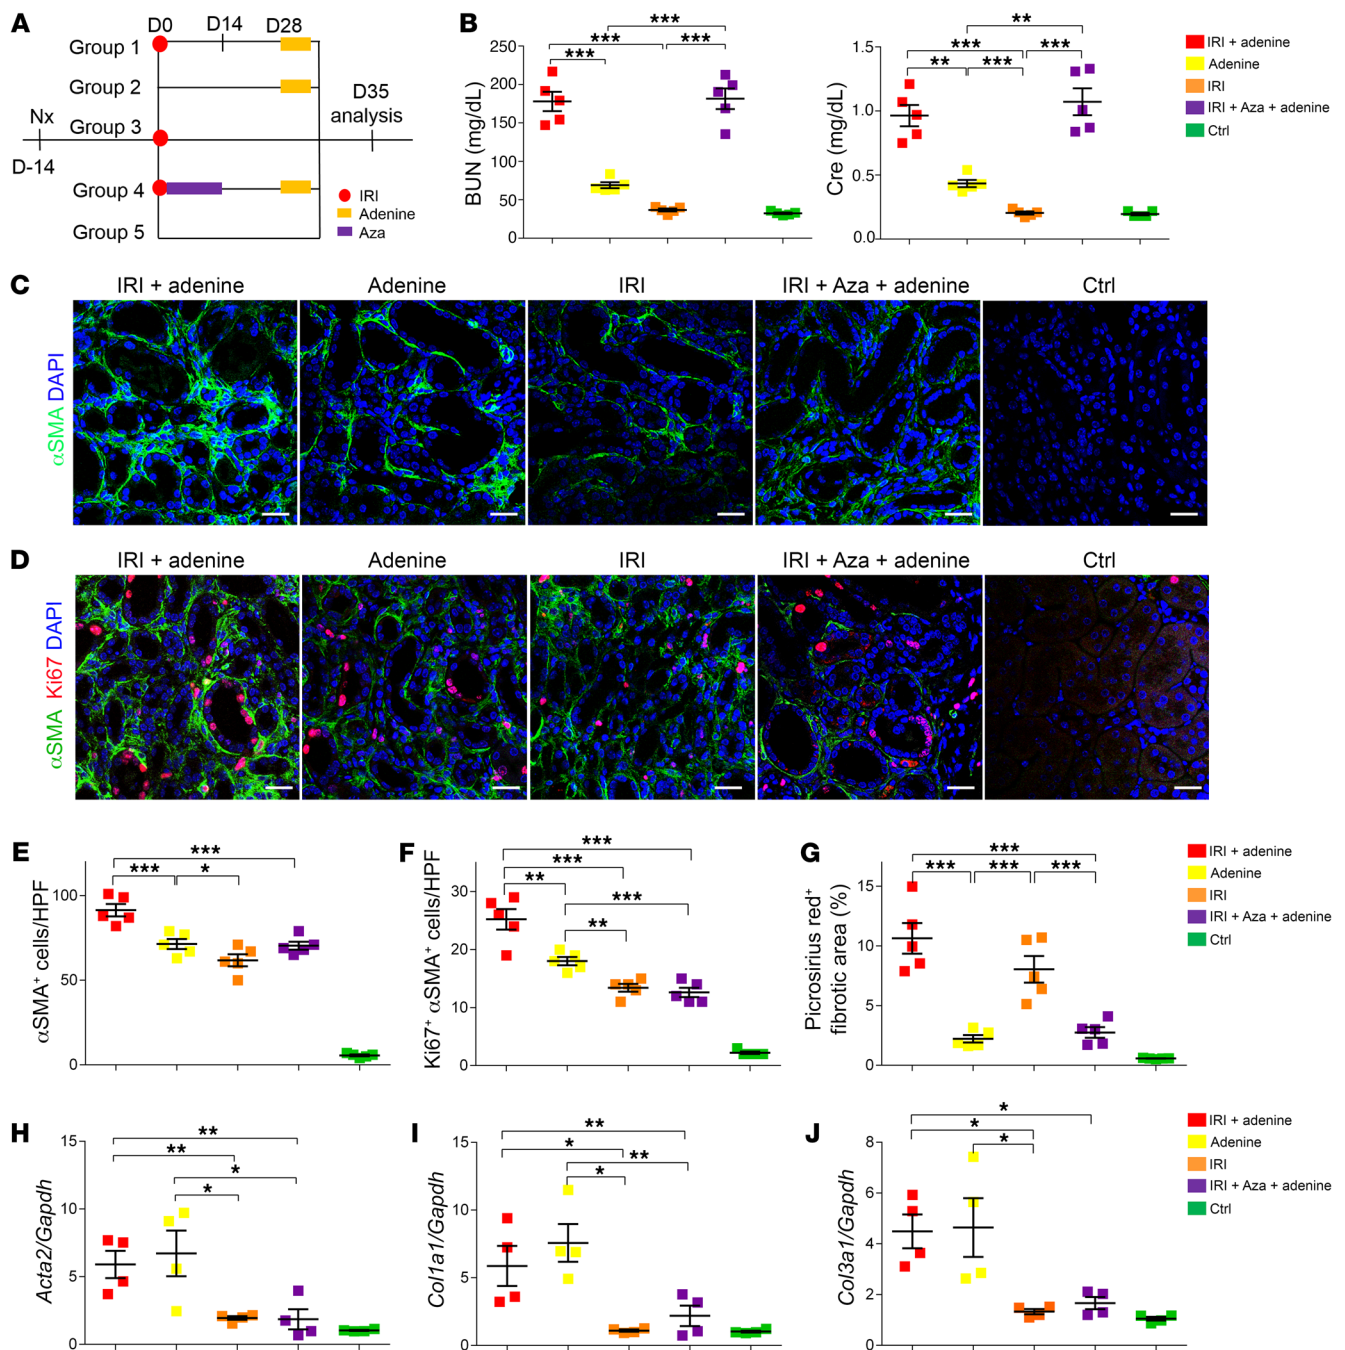 A
D0
D14
D28
Group 1
Group 2
Group 3
Group 4
Group 5
Nx
D-14
D35
analysis
IRI
Adenine
Aza
B
BUN (mg/dL)
250
200
150
100
50
0
***
***
***
***
Cre (mg/dL)
1.5
1.0
0.5
0.0
**
***
***
**
***
IRI + adenine
Adenine
IRI
IRI + Aza + adenine
Ctrl
C
IRI + adenine
Adenine
IRI
IRI + Aza + adenine
Ctrl
αSMA DAPI
D
IRI + adenine
Adenine
IRI
IRI + Aza + adenine
Ctrl
αSMA Ki67 DAPI
E
αSMA⁺ cells/HPF
100
50
0
***
***
*
F
Ki67⁺ αSMA⁺ cells/HPF
30
20
10
0
***
***
**
***
**
G
Picrosirius red⁺
fibrotic area (%)
15
10
5
0
***
***
***
***
IRI + adenine
Adenine
IRI
IRI + Aza + adenine
Ctrl
H
Acta2/Gapdh
15
10
5
0
**
**
*
*
I
Col1a1/Gapdh
15
10
5
0
**
*
**
*
J
Col3a1/Gapdh
8
6
4
2
0
*
*
*
IRI + adenine
Adenine
IRI
IRI + Aza + adenine
Ctrl